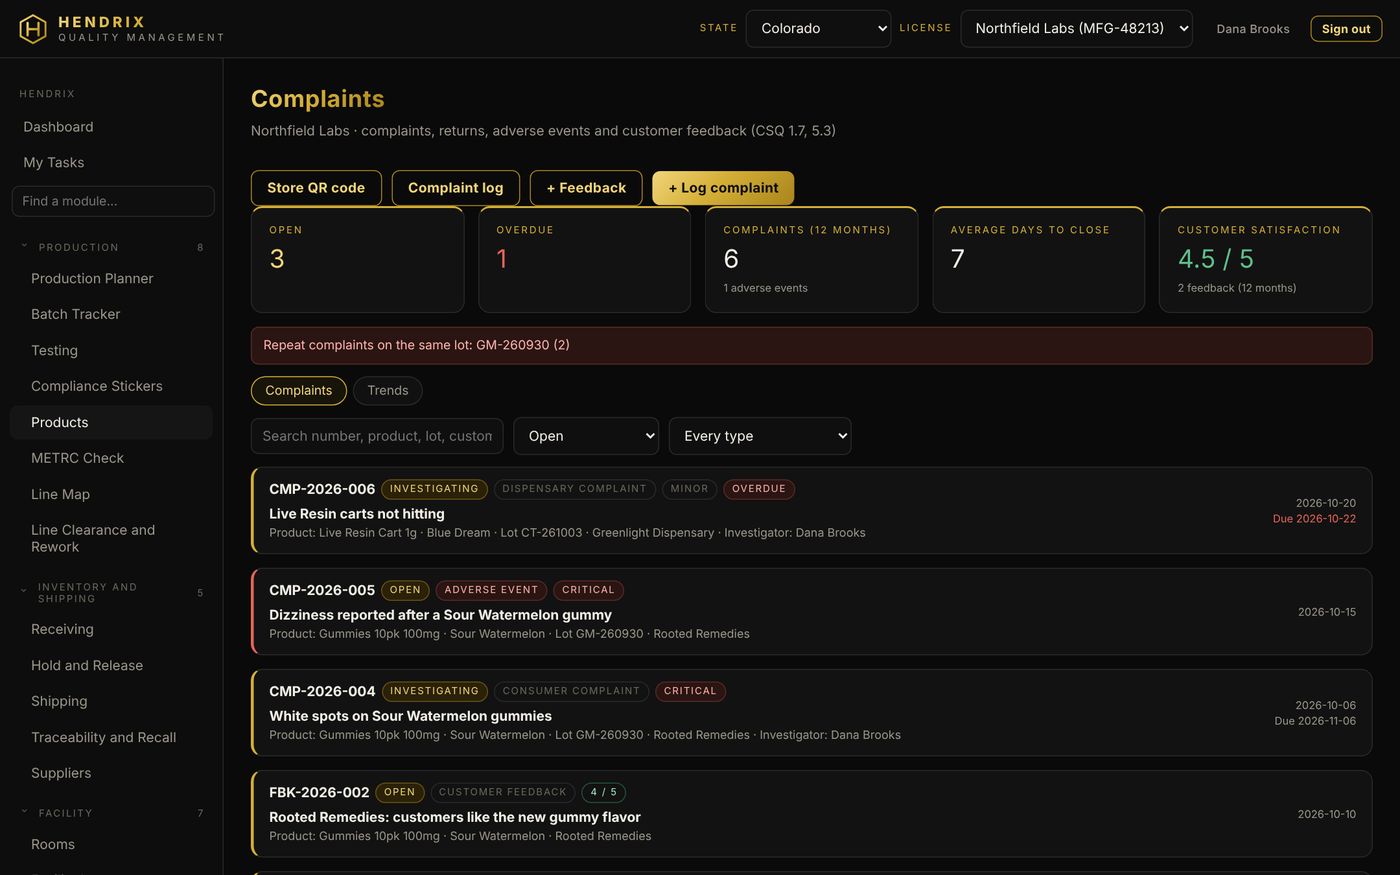 HENDRIX
QUALITY MANAGEMENT
STATE
Colorado
LICENSE
Northfield Labs (MFG-48213)
Dana Brooks
Sign out
HENDRIX
Dashboard
My Tasks
Find a module...
PRODUCTION 8
Production Planner
Batch Tracker
Testing
Compliance Stickers
Products
METRC Check
Line Map
Line Clearance and
Rework
INVENTORY AND
SHIPPING 5
Receiving
Hold and Release
Shipping
Traceability and Recall
Suppliers
FACILITY 7
Rooms
Complaints
Northfield Labs · complaints, returns, adverse events and customer feedback (CSQ 1.7, 5.3)
Store QR code
Complaint log
+ Feedback
+ Log complaint
OPEN
3
OVERDUE
1
COMPLAINTS (12 MONTHS)
6
1 adverse events
AVERAGE DAYS TO CLOSE
7
CUSTOMER SATISFACTION
4.5 / 5
2 feedback (12 months)
Repeat complaints on the same lot: GM-260930 (2)
Complaints
Trends
Search number, product, lot, custon
Open
Every type
CMP-2026-006 INVESTIGATING DISPENSARY COMPLAINT MINOR OVERDUE
Live Resin carts not hitting
Product: Live Resin Cart 1g · Blue Dream · Lot CT-261003 · Greenlight Dispensary · Investigator: Dana Brooks
2026-10-20
Due 2026-10-22
CMP-2026-005 OPEN ADVERSE EVENT CRITICAL
Dizziness reported after a Sour Watermelon gummy
Product: Gummies 10pk 100mg · Sour Watermelon · Lot GM-260930 · Rooted Remedies
2026-10-15
CMP-2026-004 INVESTIGATING CONSUMER COMPLAINT CRITICAL
White spots on Sour Watermelon gummies
Product: Gummies 10pk 100mg · Sour Watermelon · Lot GM-260930 · Rooted Remedies · Investigator: Dana Brooks
2026-10-06
Due 2026-11-06
FBK-2026-002 OPEN CUSTOMER FEEDBACK 4 / 5
Rooted Remedies: customers like the new gummy flavor
Product: Gummies 10pk 100mg · Sour Watermelon · Rooted Remedies
2026-10-10